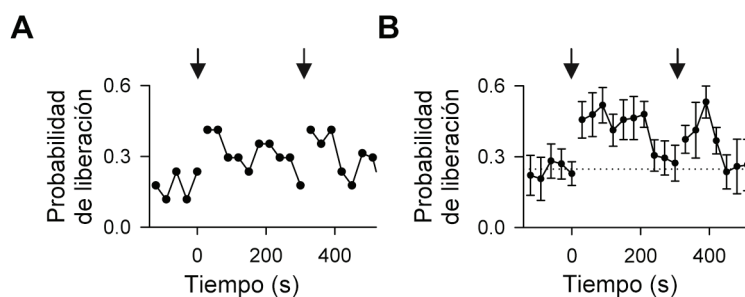 A
Probabilidad
de liberación
0.6
0.3
0.0
0
200
400
Tiempo (s)
B
Probabilidad
de liberación
0.6
0.3
0.0
0
200
400
Tiempo (s)